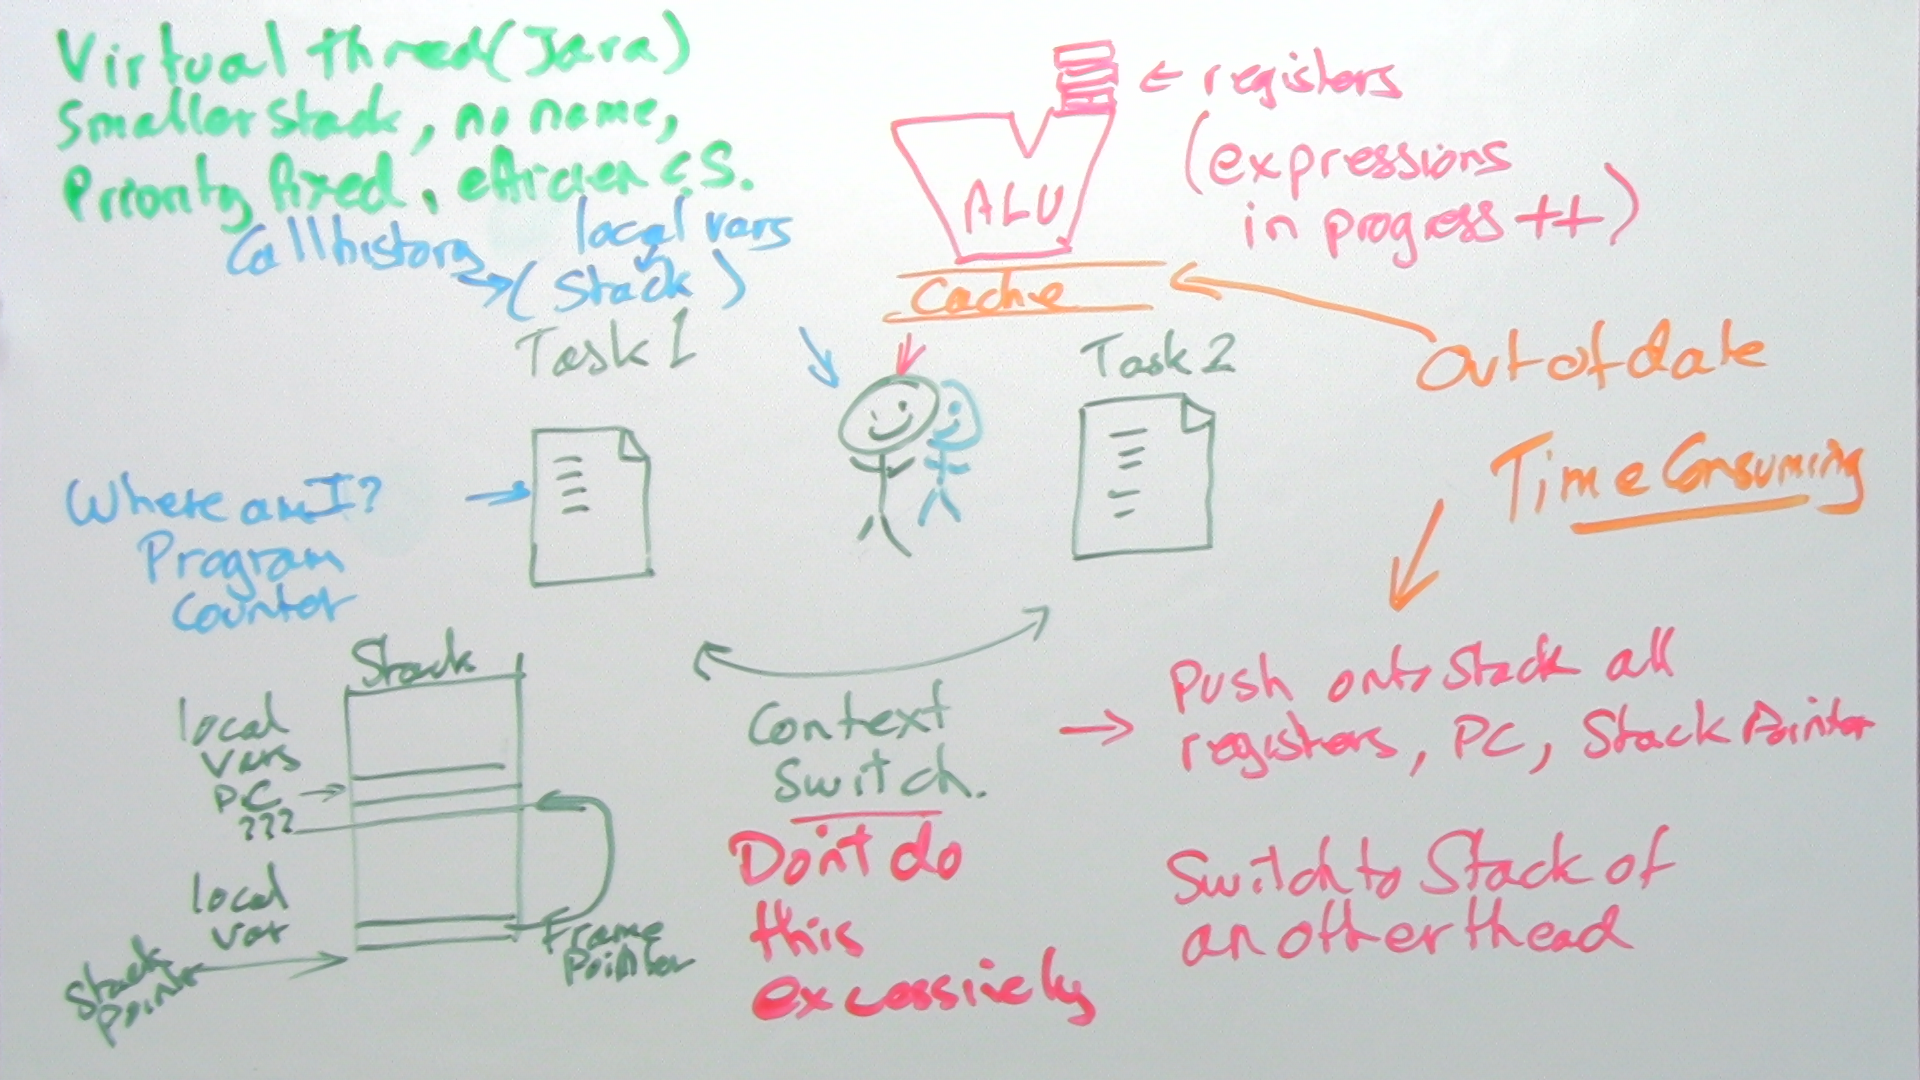 Virtual thred (Java)
Smaller stack, no name,
Priority fixed, efficien C.S.
Call history
local vars
(Stack)
Task 1
Where am I?
Program
Counter
Stack
local
vars
PC
???
local
var
Stack
Pointr
Frame
Pointer
registers
(expressions
in progress ++)
ALU
Cache
Out of date
Task 2
Time Consuming
Context
Switch.
Don't do
this
excessively
Push onto Stack all
registers, PC, Stack Pointer
Switch to Stack of
another thead